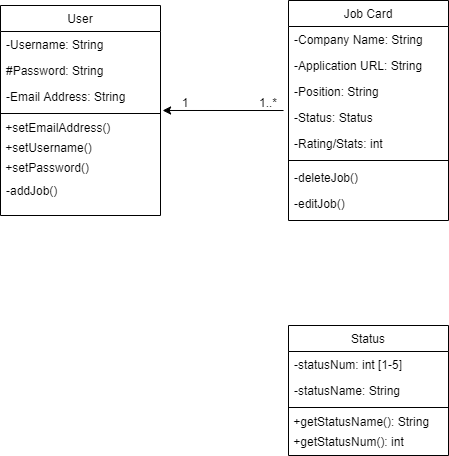 User
-Username: String
#Password: String
-Email Address: String
+setEmailAddress()
+setUsername()
+setPassword()
-addJob()
1
1..*
Job Card
-Company Name: String
-Application URL: String
-Position: String
-Status: Status
-Rating/Stats: int
-deleteJob()
-editJob()
Status
-statusNum: int [1-5]
-statusName: String
+getStatusName(): String
+getStatusNum(): int